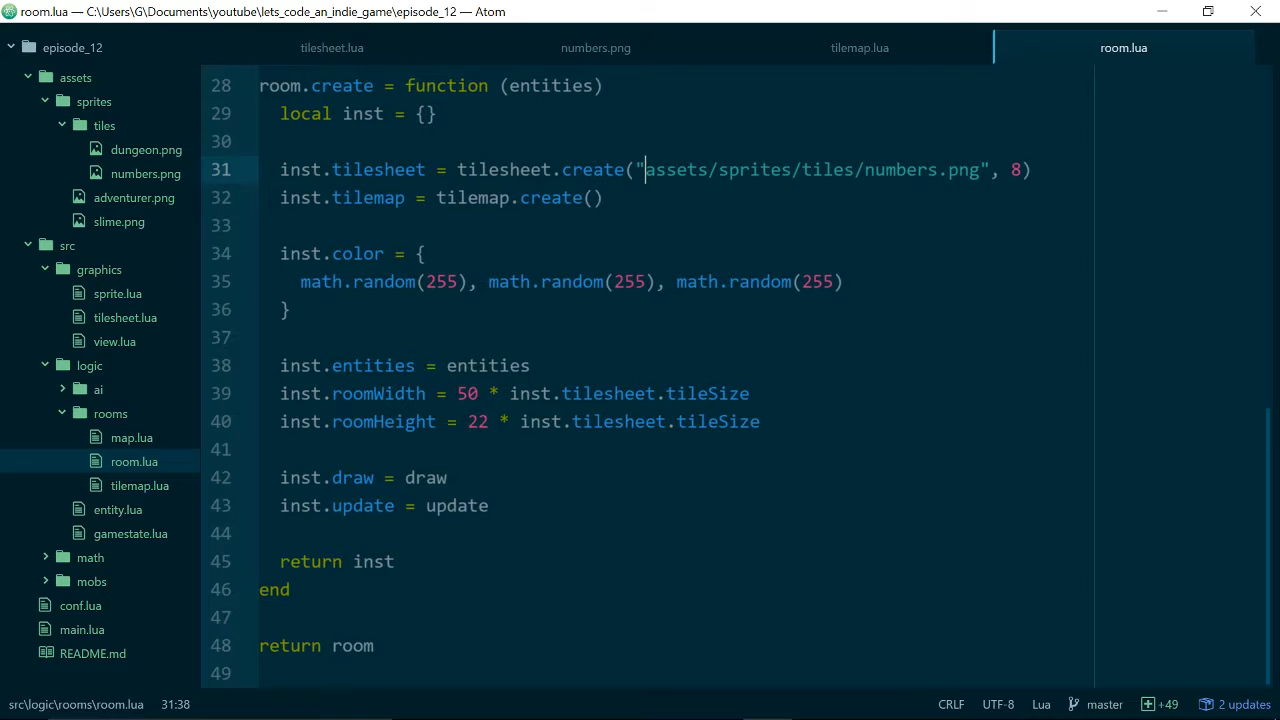 room.lua — C:\Users\G\Documents\youtube\lets_code_an_indie_game\episode_12 — Atom
episode_12
assets
sprites
tiles
dungeon.png
numbers.png
adventurer.png
slime.png
src
graphics
sprite.lua
tilesheet.lua
view.lua
logic
ai
rooms
map.lua
room.lua
tilemap.lua
entity.lua
gamestate.lua
math
mobs
conf.lua
main.lua
README.md
tilesheet.lua numbers.png tilemap.lua room.lua
28 room.create = function (entities)
29 local inst = {}
30
31 inst.tilesheet = tilesheet.create("assets/sprites/tiles/numbers.png", 8)
32 inst.tilemap = tilemap.create()
33
34 inst.color = {
35 math.random(255), math.random(255), math.random(255)
36 }
37
38 inst.entities = entities
39 inst.roomWidth = 50 * inst.tilesheet.tileSize
40 inst.roomHeight = 22 * inst.tilesheet.tileSize
41
42 inst.draw = draw
43 inst.update = update
44
45 return inst
46 end
47
48 return room
49
src\logic\rooms\room.lua 31:38 CRLF UTF-8 Lua master +49 2 updates